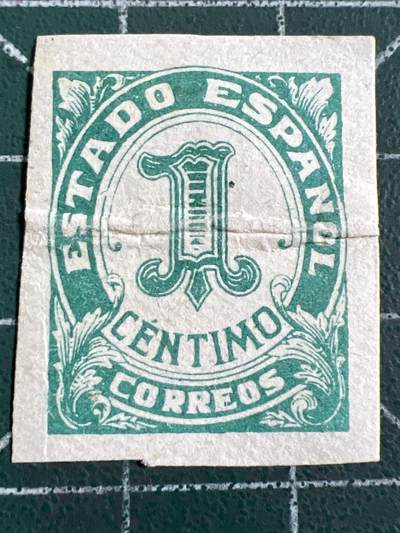 ESTADO ESPAÑOL
1
CÉNTIMO
CORREOS